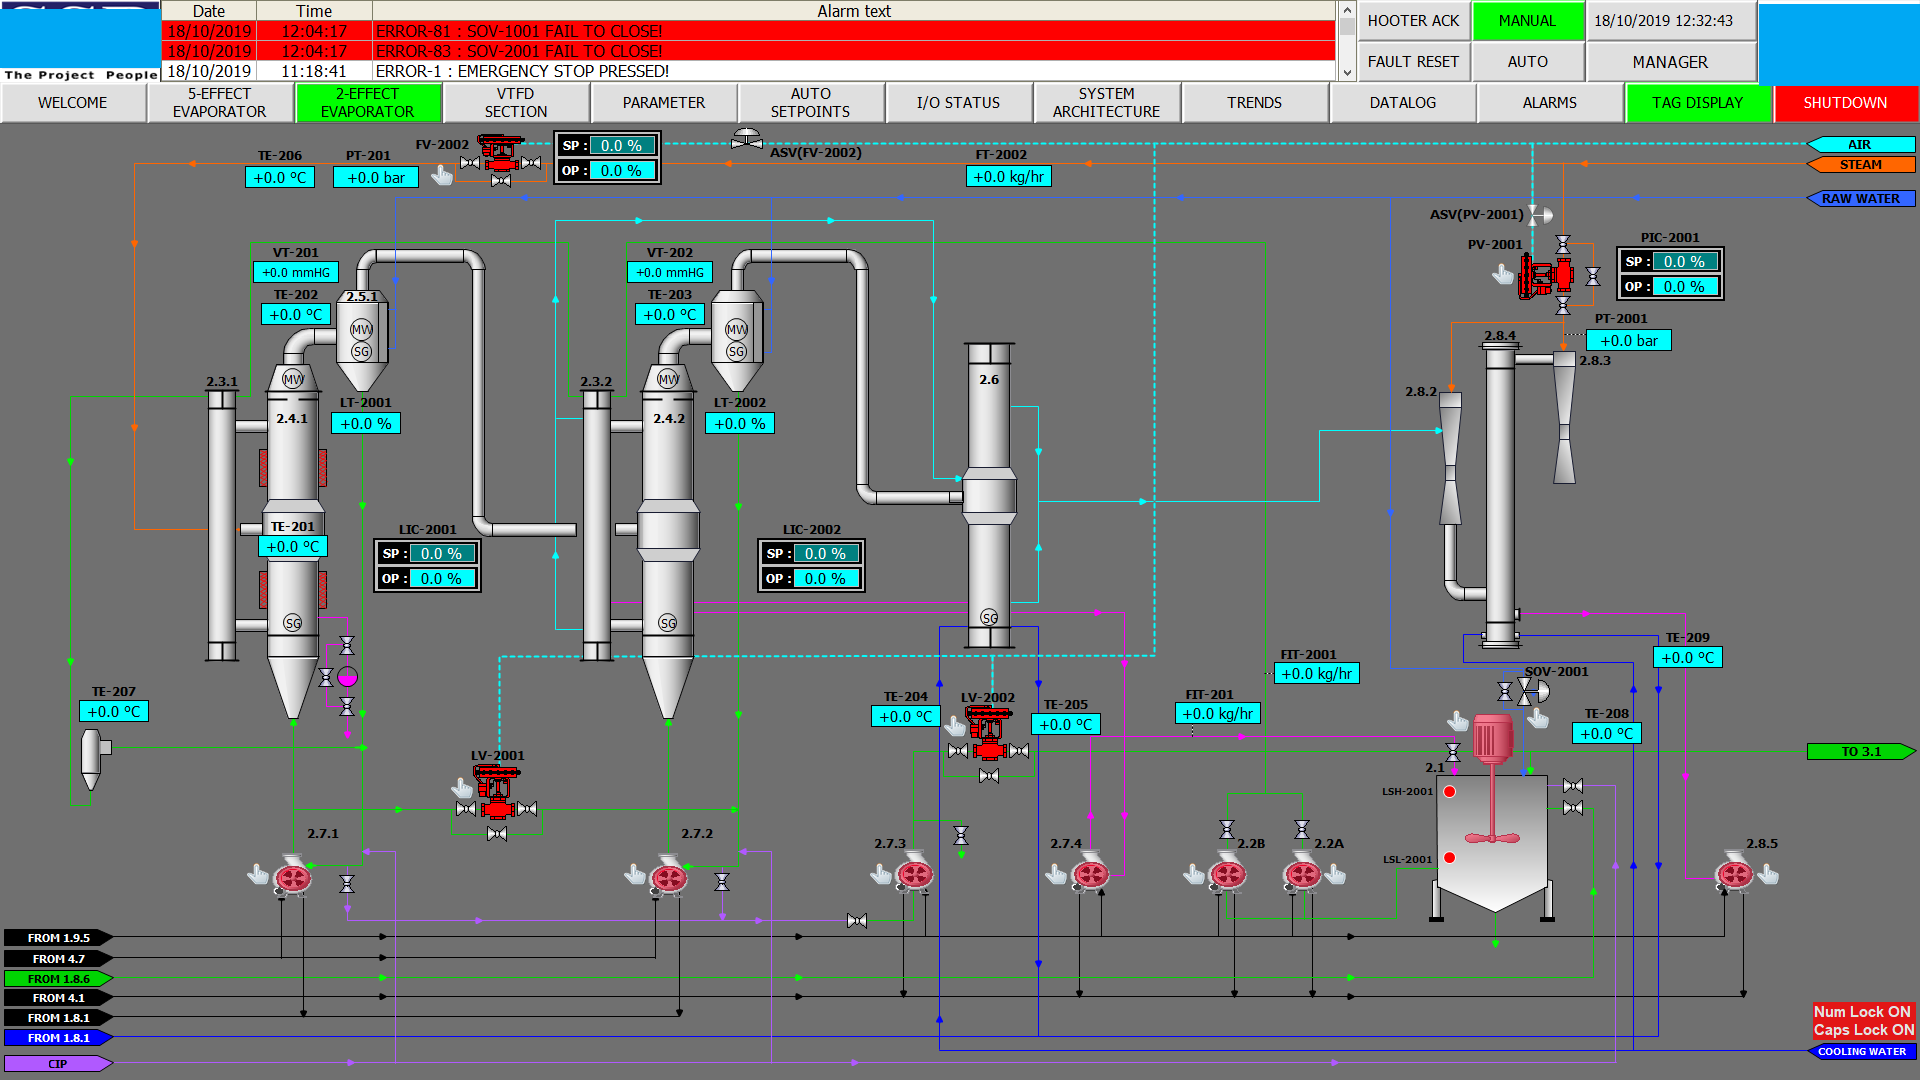 Date Time Alarm text
18/10/2019 12:04:17 ERROR-81 : SOV-1001 FAIL TO CLOSE!
18/10/2019 12:04:17 ERROR-83 : SOV-2001 FAIL TO CLOSE!
18/10/2019 11:18:41 ERROR-1 : EMERGENCY STOP PRESSED!
The Project People
HOOTER ACK MANUAL 18/10/2019 12:32:43
FAULT RESET AUTO MANAGER
WELCOME
5-EFFECT
EVAPORATOR
2-EFFECT
EVAPORATOR
VTFD
SECTION
PARAMETER
AUTO
SETPOINTS
I/O STATUS
SYSTEM
ARCHITECTURE
TRENDS
DATALOG
ALARMS
TAG DISPLAY
SHUTDOWN
TE-206
+0.0 °C
PT-201
+0.0 bar
FV-2002
SP : 0.0 %
OP : 0.0 %
ASV(FV-2002)
FT-2002
+0.0 kg/hr
AIR
STEAM
RAW WATER
ASV(PV-2001)
PV-2001
PIC-2001
SP : 0.0 %
OP : 0.0 %
PT-2001
+0.0 bar
VT-201
+0.0 mmHG
TE-202
+0.0 °C
2.5.1
MW
SG
VT-202
+0.0 mmHG
TE-203
+0.0 °C
MW
SG
2.8.4
2.8.3
2.8.2
2.3.1
MW
2.4.1
LT-2001
+0.0 %
2.3.2
MW
2.4.2
LT-2002
+0.0 %
2.6
TE-201
+0.0 °C
LIC-2001
SP : 0.0 %
OP : 0.0 %
LIC-2002
SP : 0.0 %
OP : 0.0 %
SG
SG
SG
TE-207
+0.0 °C
TE-204
+0.0 °C
LV-2002
TE-205
+0.0 °C
FIT-201
+0.0 kg/hr
FIT-2001
+0.0 kg/hr
TE-209
+0.0 °C
SOV-2001
TE-208
+0.0 °C
TO 3.1
LV-2001
2.1
LSH-2001
LSL-2001
2.7.1
2.7.2
2.7.3
2.7.4
2.2B
2.2A
2.8.5
FROM 1.9.5
FROM 4.7
FROM 1.8.6
FROM 4.1
FROM 1.8.1
FROM 1.8.1
CIP
Num Lock ON
Caps Lock ON
COOLING WATER